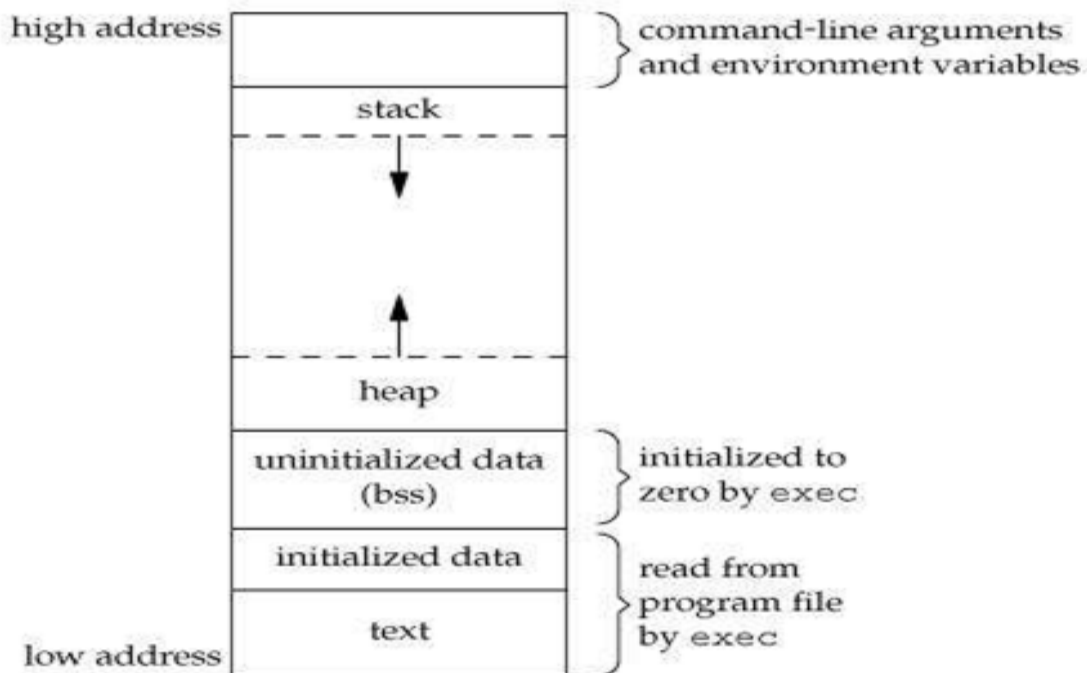 high address
command-line arguments
and environment variables
stack
heap
uninitialized data
(bss)
initialized to
zero by exec
initialized data
read from
program file
by exec
text
low address